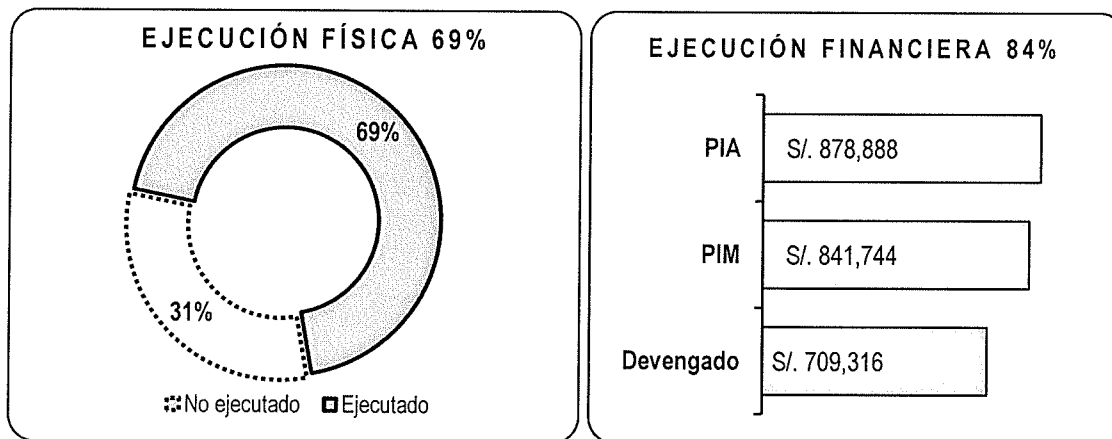 EJECUCIÓN FÍSICA 69%
69%
31%
No ejecutado Ejecutado
EJECUCIÓN FINANCIERA 84%
PIA S/. 878,888
PIM S/. 841,744
Devengado S/. 709,316